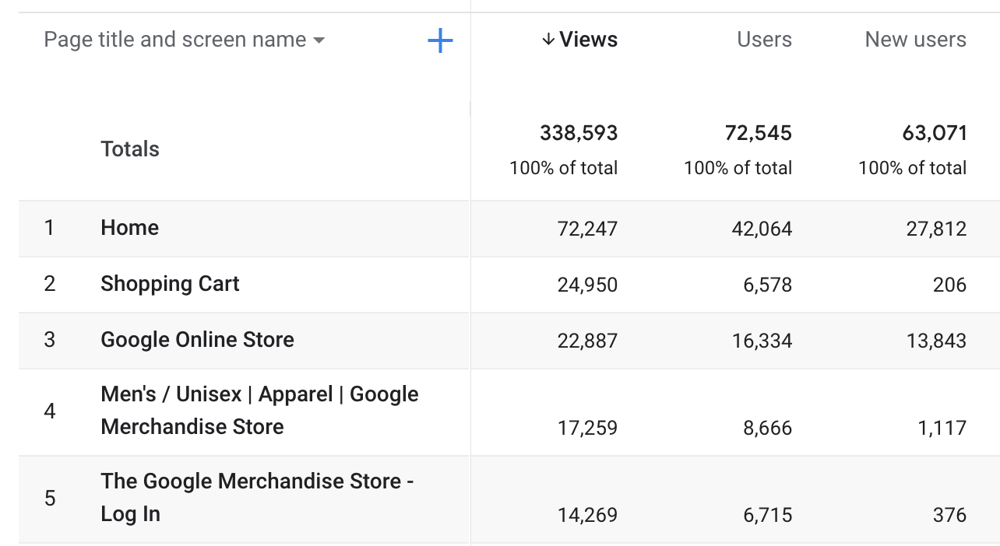 Page title and screen name
↓ Views Users New users
Totals 338,593 72,545 63,071
100% of total 100% of total 100% of total
1 Home 72,247 42,064 27,812
2 Shopping Cart 24,950 6,578 206
3 Google Online Store 22,887 16,334 13,843
4 Men's / Unisex | Apparel | Google
Merchandise Store 17,259 8,666 1,117
5 The Google Merchandise Store -
Log In 14,269 6,715 376